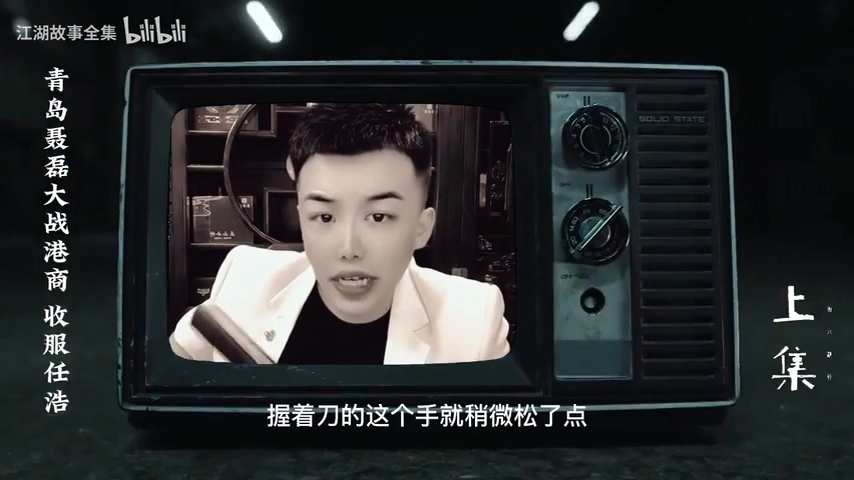 江湖故事全集 bilibili
青岛聂磊大战港商 收服任浩
SOLID STATE
上集
握着刀的这个手就稍微松了点